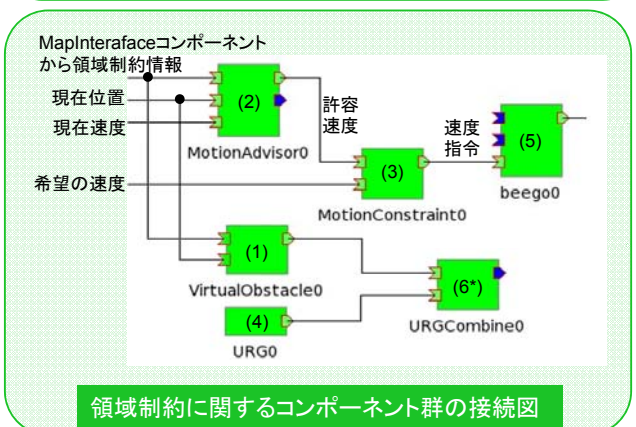 MapInterafaceコンポーネント
から領域制約情報
現在位置
現在速度
(2)
MotionAdvisor0
許容
速度
速度
指令
(5)
beego0
希望の速度
(3)
MotionConstraint0
(1)
VirtualObstacle0
(4)
URG0
(6*)
URGCombine0
領域制約に関するコンポーネント群の接続図